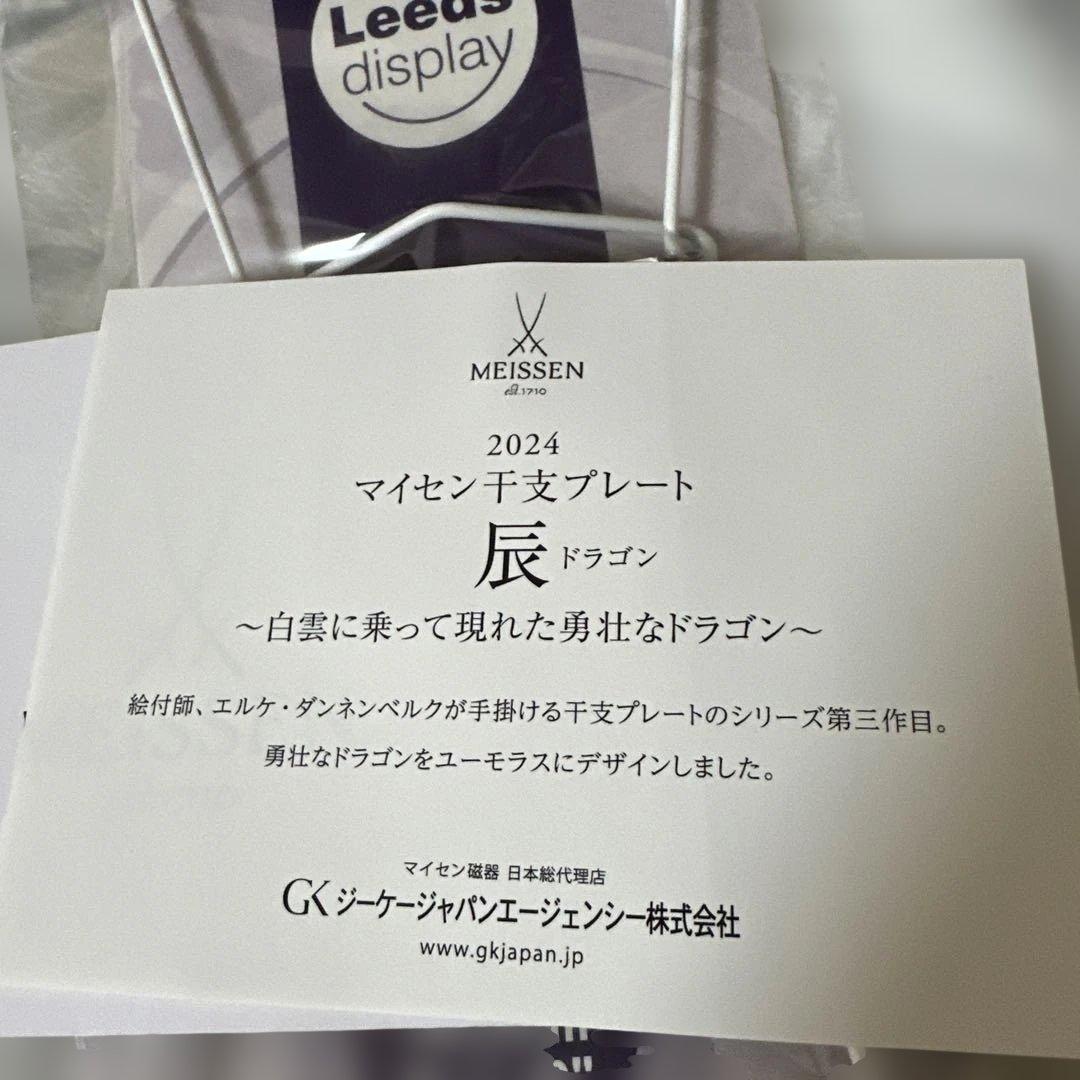 Leeds
display
MEISSEN
est.1710
2024
マイセン干支プレート
辰 ドラゴン
～白雲に乗って現れた勇壮なドラゴン～
絵付師、エルケ・ダンネンベルクが手掛ける干支プレートのシリーズ第三作目。
勇壮なドラゴンをユーモラスにデザインしました。
マイセン磁器 日本総代理店
GK ジーケージャパンエージェンシー株式会社
www.gkjapan.jp